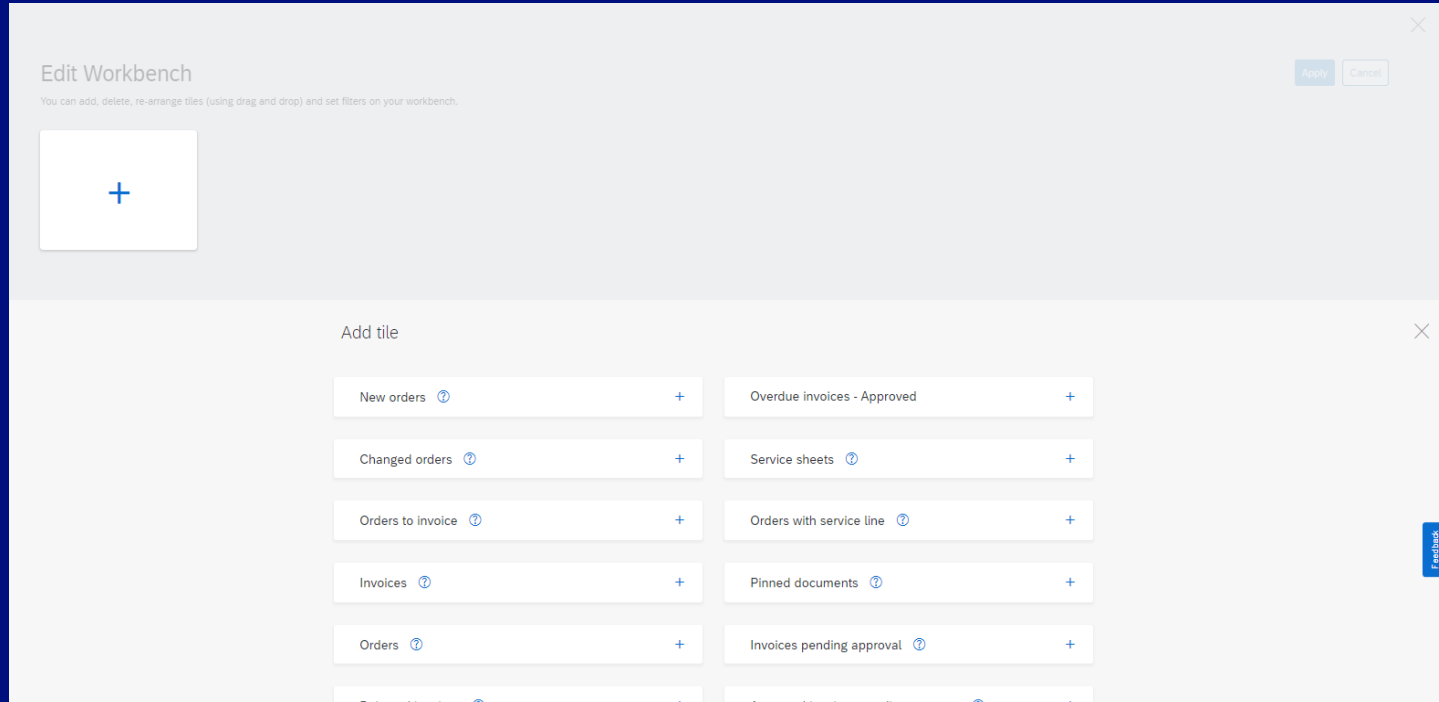 Edit Workbench
Apply
Cancel
You can add, delete, re-arrange tiles (using drag and drop) and set filters on your workbench.
Add tile
New orders
Overdue invoices - Approved
Changed orders
Service sheets
Orders to invoice
Orders with service line
Feedback
Invoices
Pinned documents
Orders
Invoices pending approval